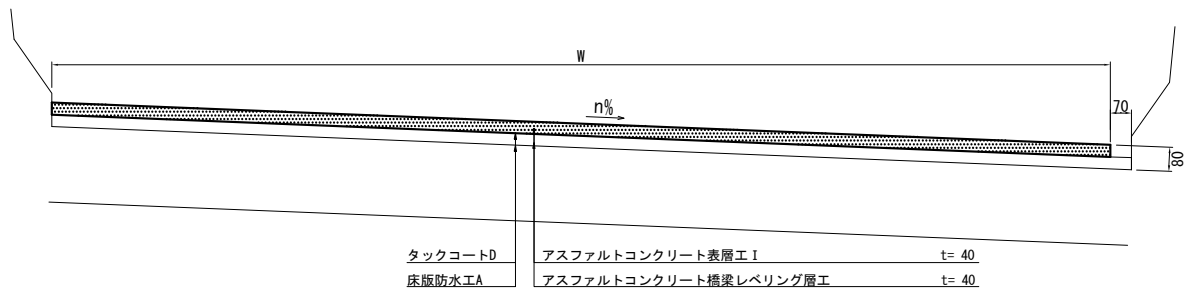 W
n%
70
80
タックコートD アスファルトコンクリート表層工Ⅰ t= 40
床版防水工A アスファルトコンクリート橋梁レベリング層工 t= 40